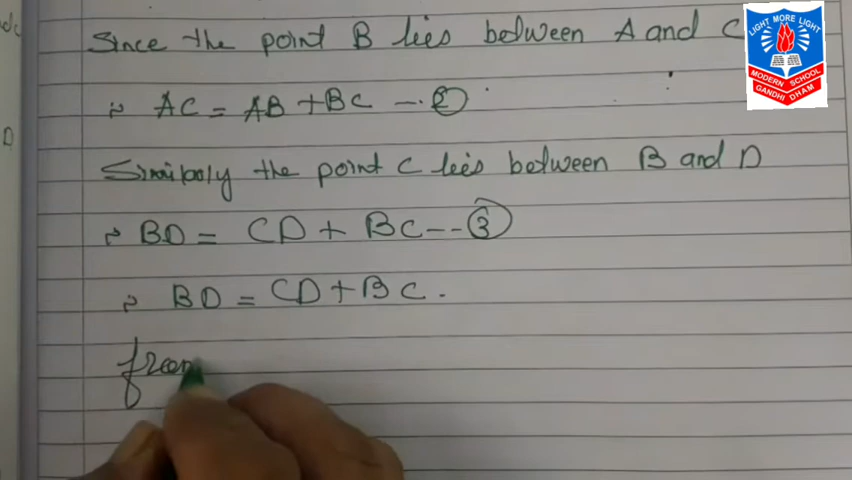 Since the point B lies between A and C
⇒ AC = AB + BC --- ②
Similarly the point C lies between B and D
⇒ BD = CD + BC --- ③
⇒ BD = CD + BC.
from
LIGHT MORE LIGHT
MODERN SCHOOL
GANDHI DHAM